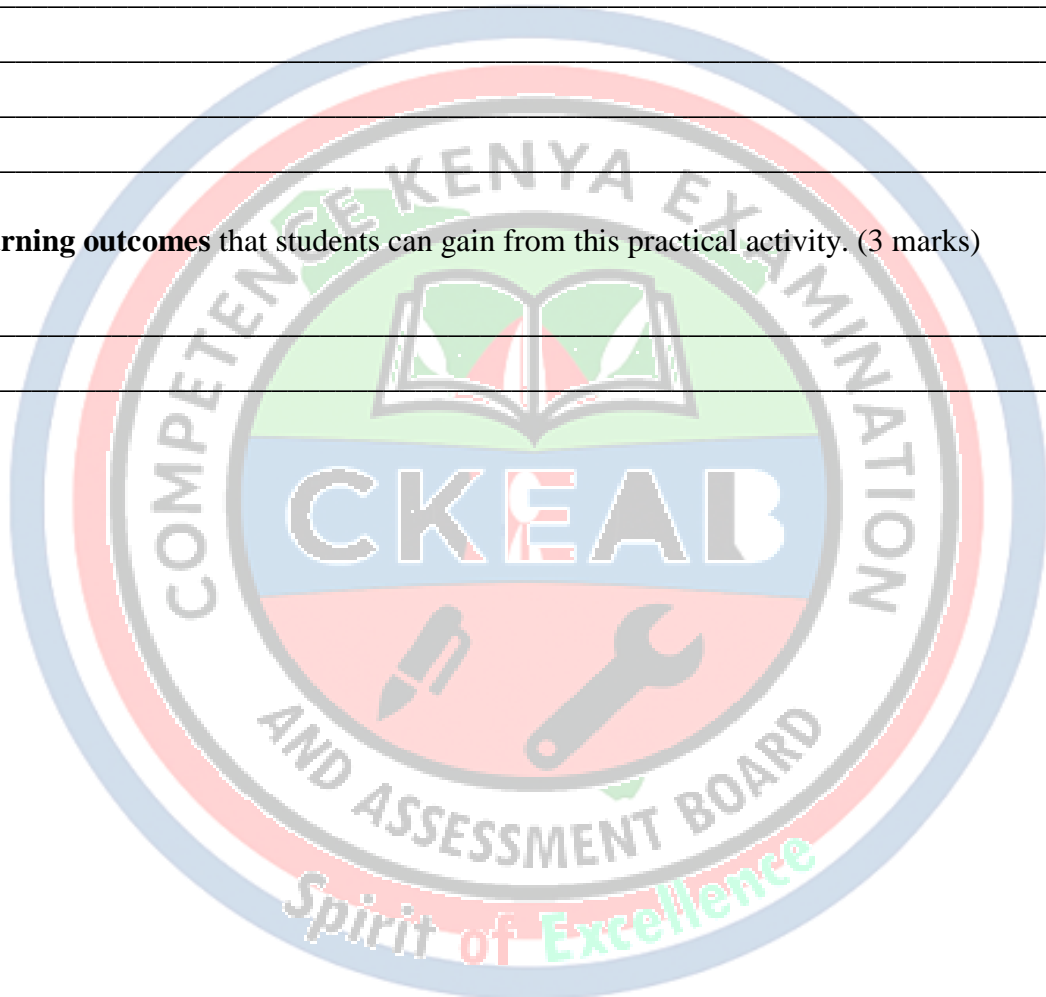 rning outcomes that students can gain from this practical activity. (3 marks)
COMPETENCE KENYA EXAMINATION
CKEAB
AND ASSESSMENT BOARD
Spirit of Excellence